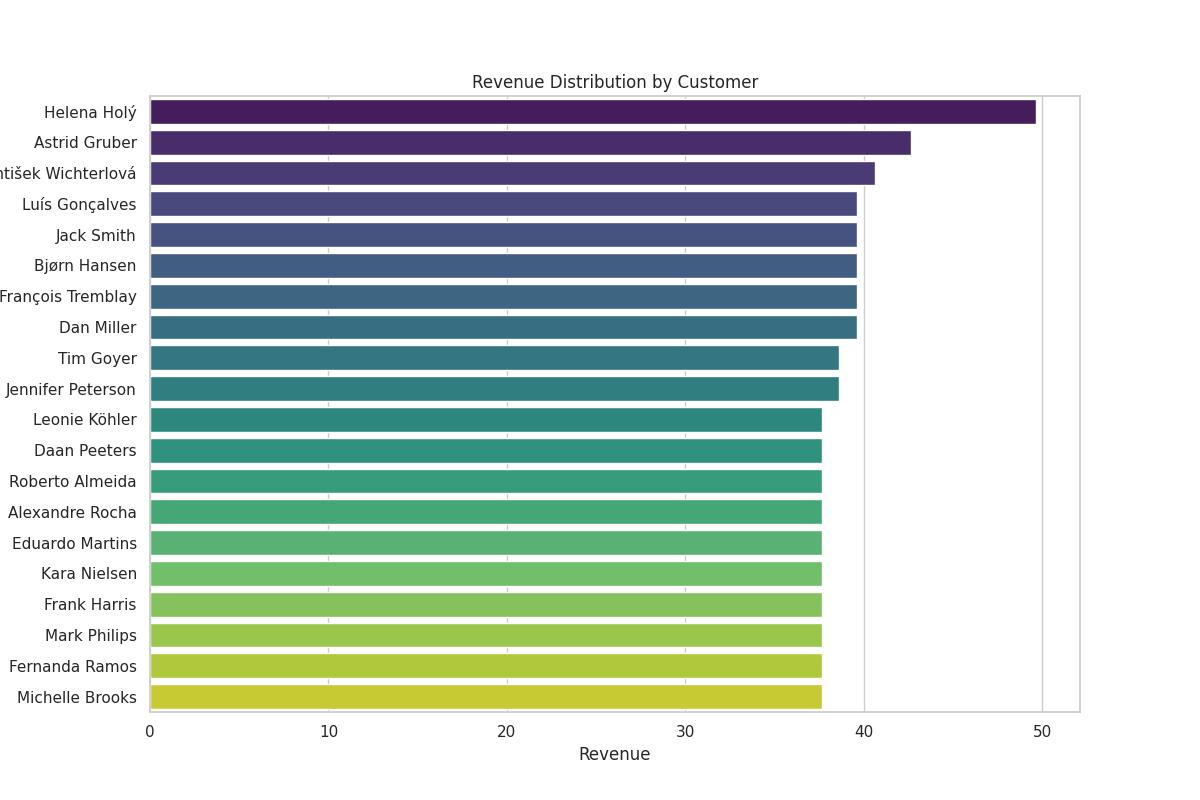 Revenue Distribution by Customer
Helena Holý
Astrid Gruber
ntišek Wichterlová
Luís Gonçalves
Jack Smith
Bjørn Hansen
François Tremblay
Dan Miller
Tim Goyer
Jennifer Peterson
Leonie Köhler
Daan Peeters
Roberto Almeida
Alexandre Rocha
Eduardo Martins
Kara Nielsen
Frank Harris
Mark Philips
Fernanda Ramos
Michelle Brooks
0 10 20 30 40 50
Revenue